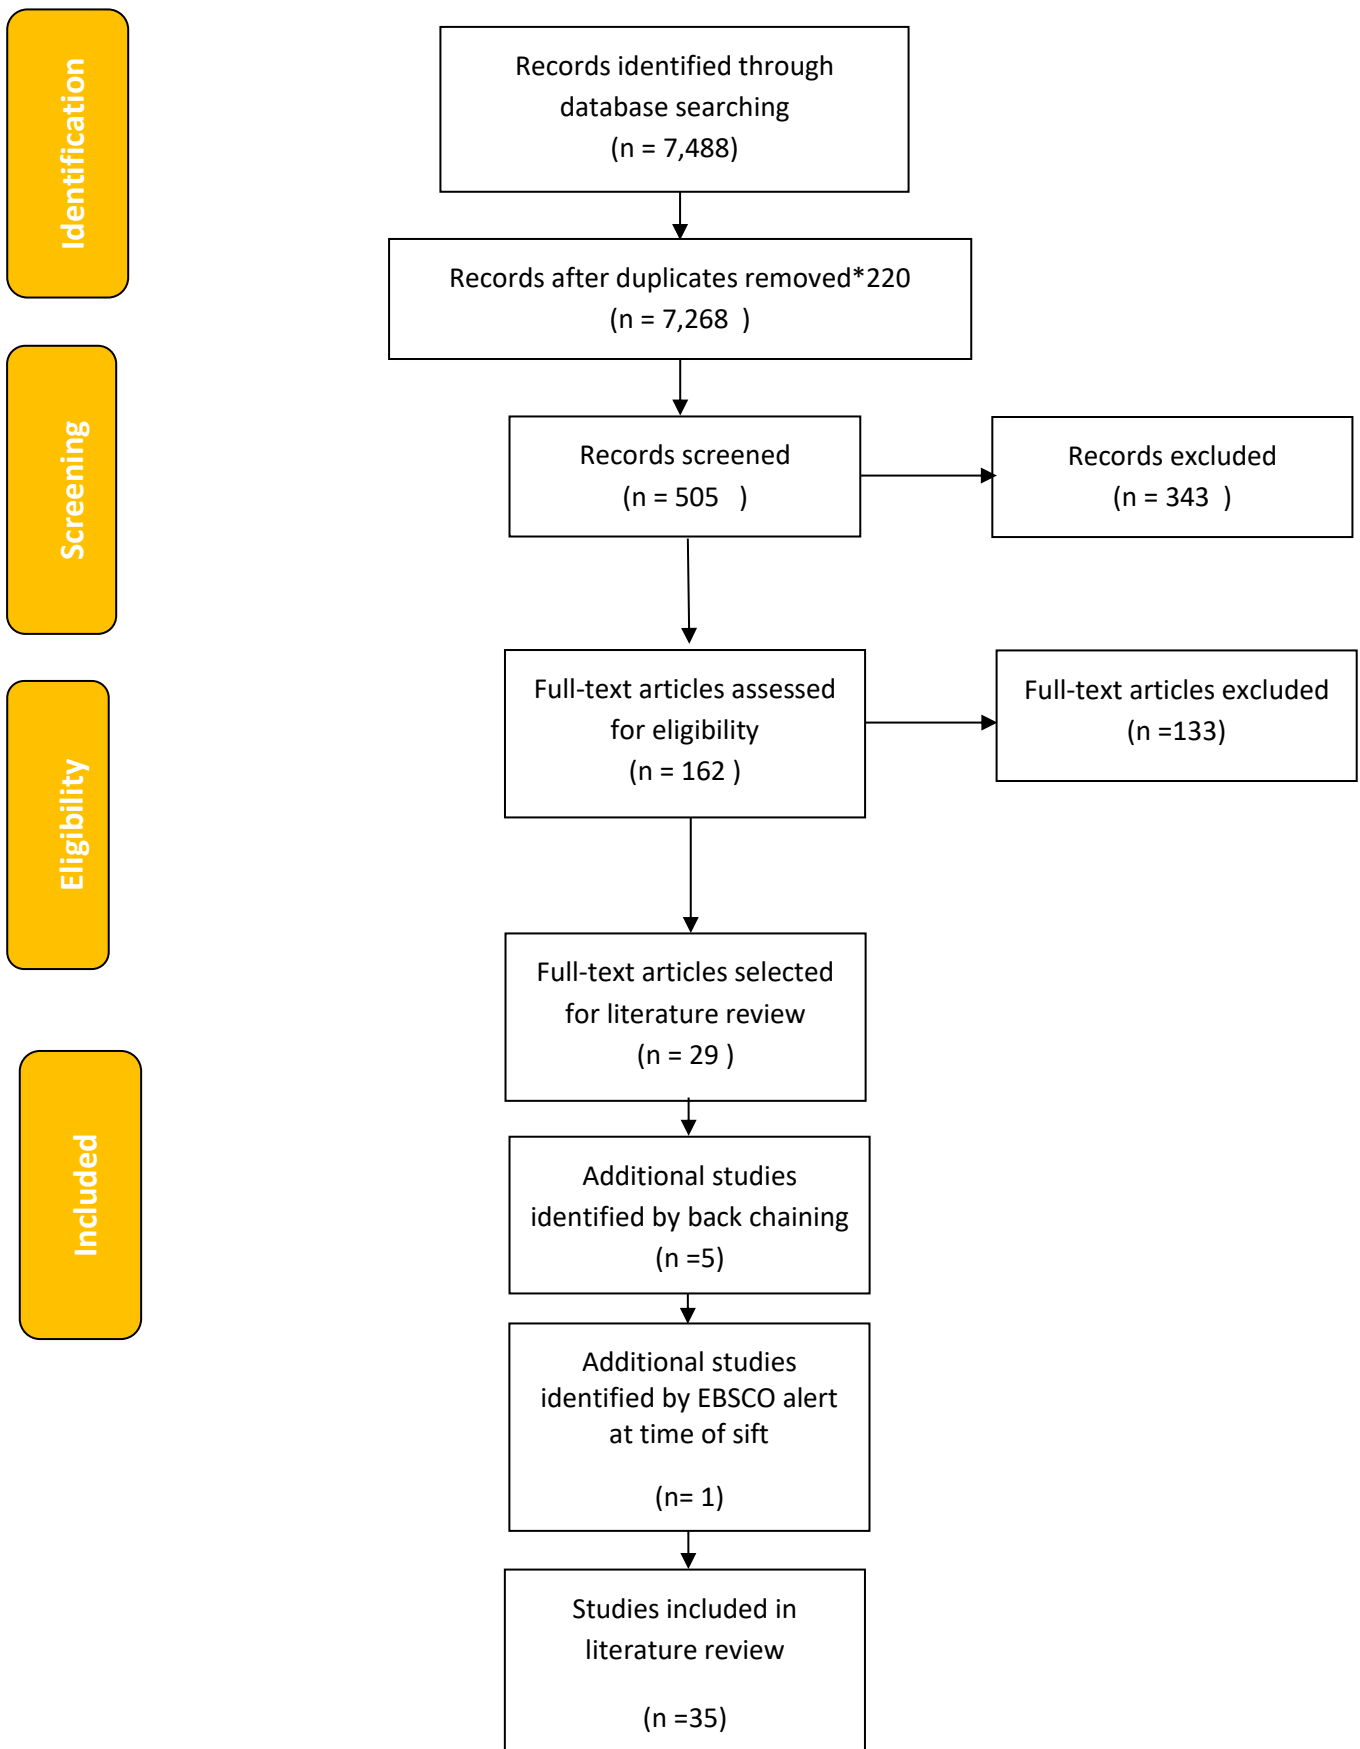 Identification
Records identified through
database searching
(n = 7,488)
Records after duplicates removed*220
(n = 7,268  )
Screening
Records screened
(n = 505   )
Records excluded
(n = 343  )
Eligibility
Full-text articles assessed
for eligibility
(n = 162 )
Full-text articles excluded
(n =133)
Full-text articles selected
for literature review
(n = 29 )
Included
Additional studies
identified by back chaining
(n =5)
Additional studies
identified by EBSCO alert
at time of sift
(n= 1)
Studies included in
literature review
(n =35)